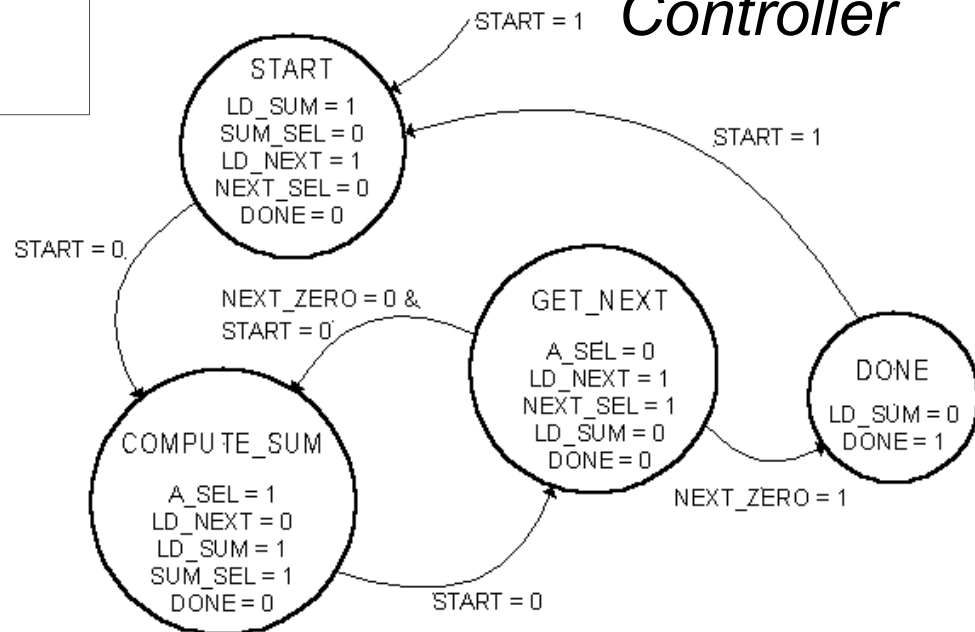 Controller
START = 1
START
LD_SUM = 1
SUM_SEL = 0
LD_NEXT = 1
NEXT_SEL = 0
DONE = 0
START = 1
START = 0
NEXT_ZERO = 0 &
START = 0
GET_NEXT
A_SEL = 0
LD_NEXT = 1
NEXT_SEL = 1
LD_SUM = 0
DONE = 0
DONE
LD_SUM = 0
DONE = 1
COMPUTE_SUM
A_SEL = 1
LD_NEXT = 0
LD_SUM = 1
SUM_SEL = 1
DONE = 0
NEXT_ZERO = 1
START = 0